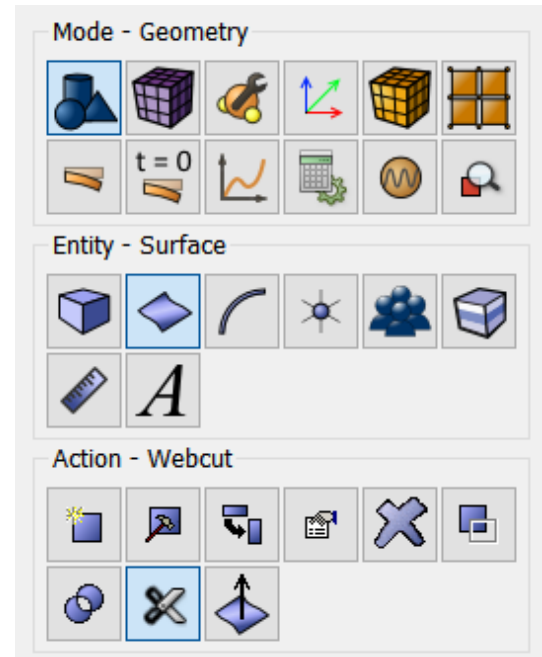 Mode - Geometry
t = 0
Entity - Surface
A
Action - Webcut